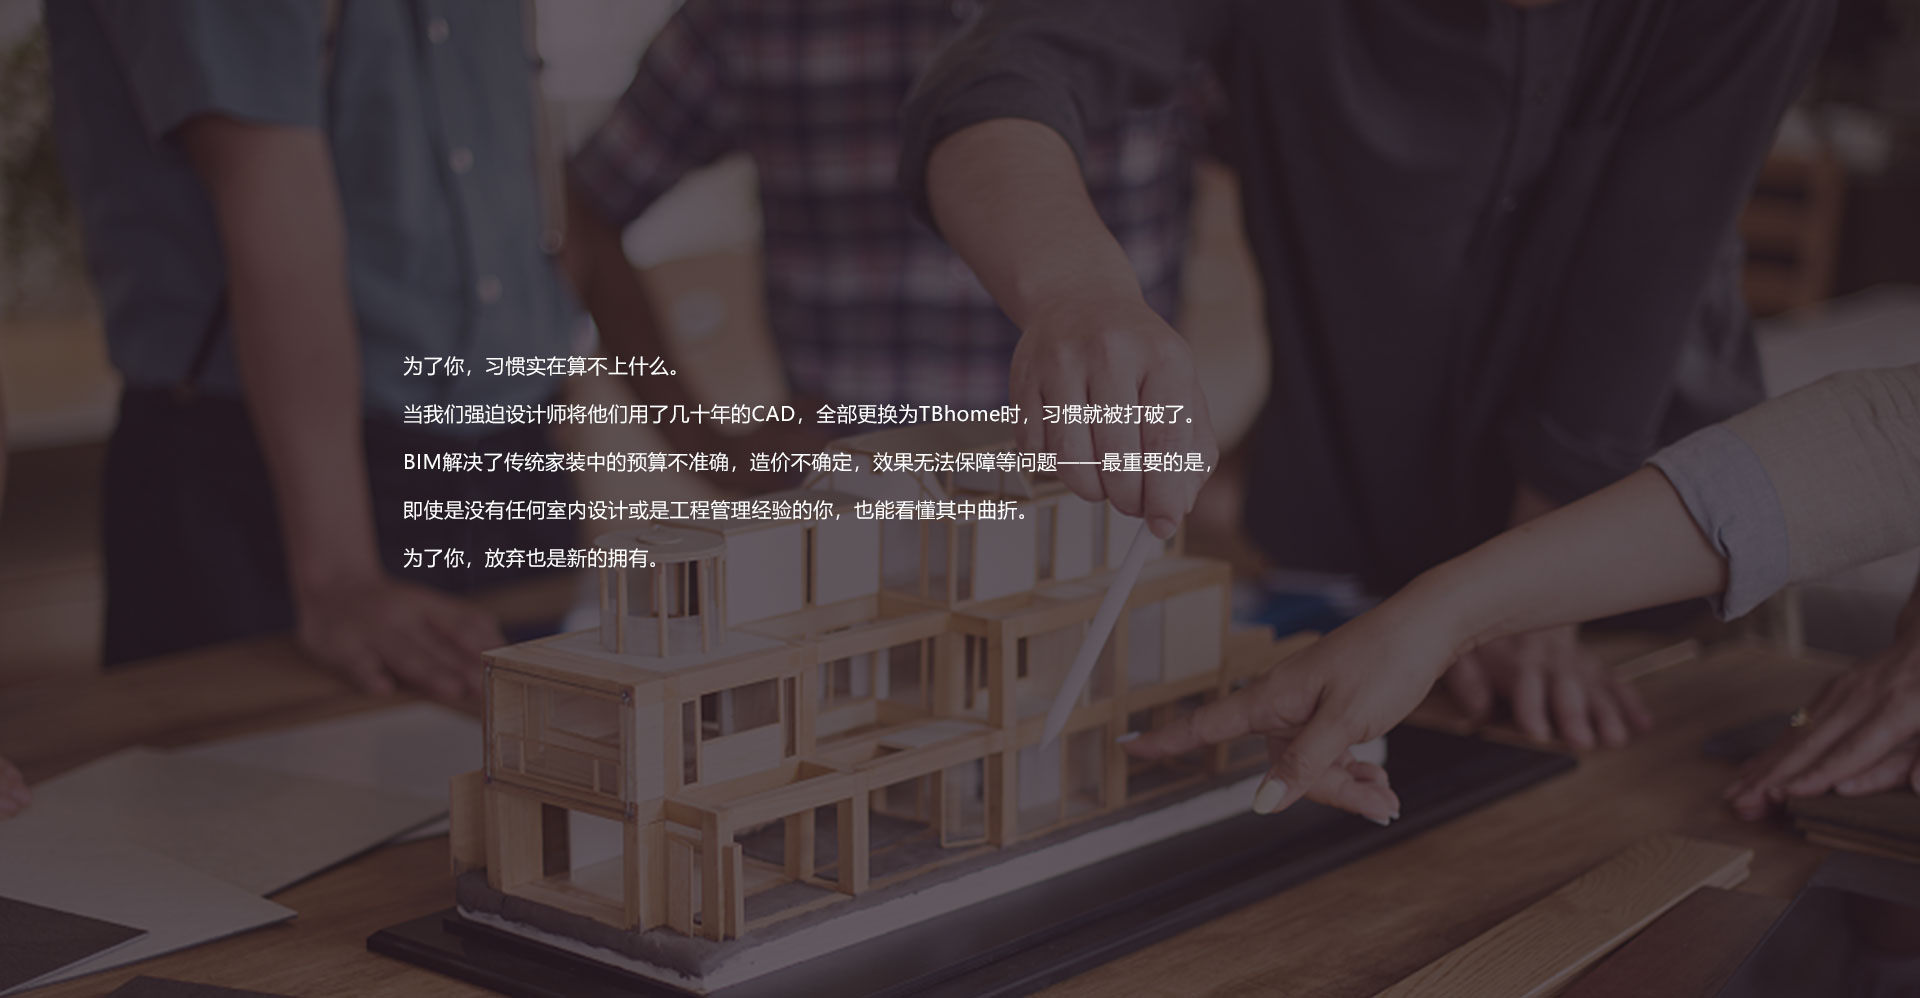 为了你，习惯实在算不上什么。
当我们强迫设计师将他们用了几十年的CAD，全部更换为TBhome时，习惯就被打破了。
BIM解决了传统家装中的预算不准确，造价不确定，效果无法保障等问题——最重要的是，
即使是没有任何室内设计或是工程管理经验的你，也能看懂其中曲折。
为了你，放弃也是新的拥有。